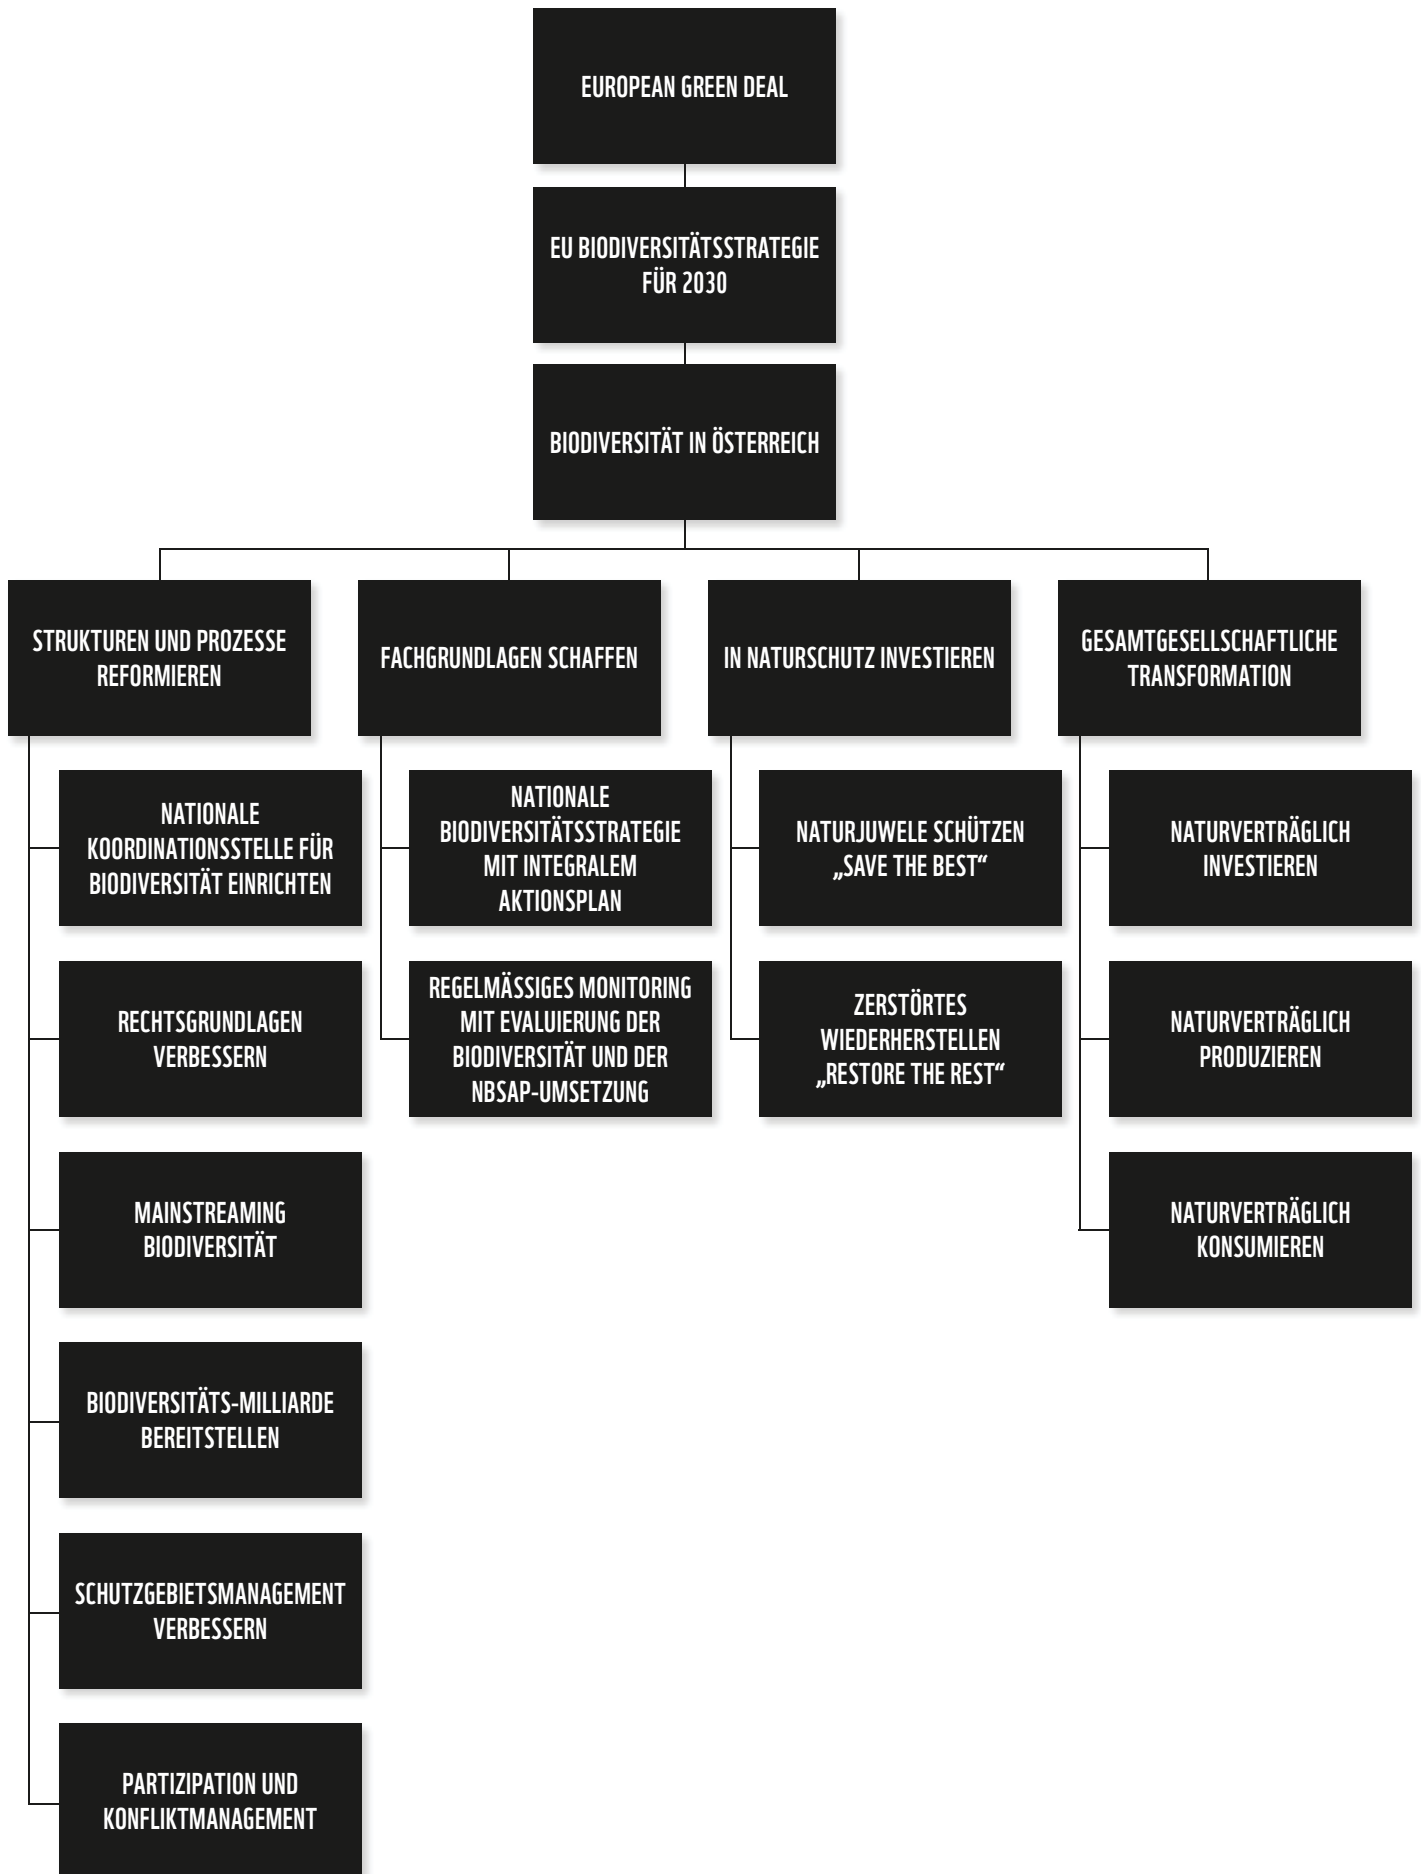 EUROPEAN GREEN DEAL
EU BIODIVERSITÄTSSTRATEGIE
FÜR 2030
BIODIVERSITÄT IN ÖSTERREICH
STRUKTUREN UND PROZESSE
REFORMIEREN
NATIONALE
KOORDINATIONSSTELLE FÜR
BIODIVERSITÄT EINRICHTEN
RECHTSGRUNDLAGEN
VERBESSERN
MAINSTREAMING
BIODIVERSITÄT
BIODIVERSITÄTS-MILLIARDE
BEREITSTELLEN
SCHUTZGEBIETSMANAGEMENT
VERBESSERN
PARTIZIPATION UND
KONFLIKTMANAGEMENT
FACHGRUNDLAGEN SCHAFFEN
NATIONALE
BIODIVERSITÄTSSTRATEGIE
MIT INTEGRALEM
AKTIONSPLAN
REGELMÄSSIGES MONITORING
MIT EVALUIERUNG DER
BIODIVERSITÄT UND DER
NBSAP-UMSETZUNG
IN NATURSCHUTZ INVESTIEREN
NATURJUWELE SCHÜTZEN
„SAVE THE BEST“
ZERSTÖRTES
WIEDERHERSTELLEN
„RESTORE THE REST“
GESAMTGESELLSCHAFTLICHE
TRANSFORMATION
NATURVERTRÄGLICH
INVESTIEREN
NATURVERTRÄGLICH
PRODUZIEREN
NATURVERTRÄGLICH
KONSUMIEREN